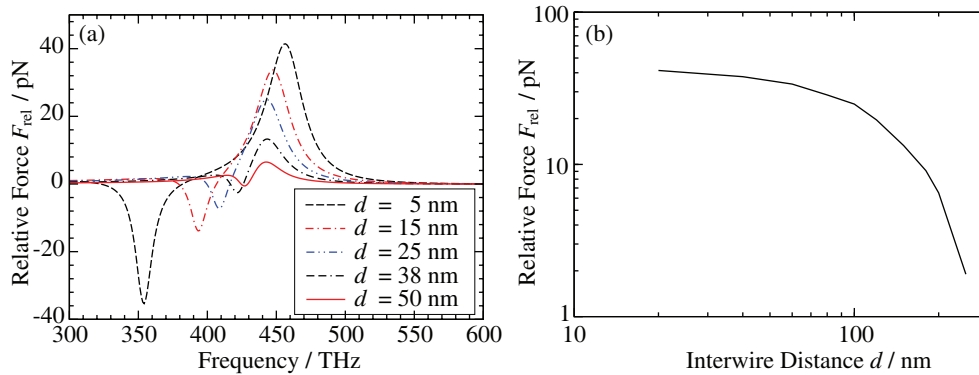 (a)
Relative Force F_rel / pN
40
20
0
-20
-40
300 350 400 450 500 550 600
Frequency / THz
d = 5 nm
d = 15 nm
d = 25 nm
d = 38 nm
d = 50 nm
(b)
Relative Force F_rel / pN
100
10
1
10 100
Interwire Distance d / nm